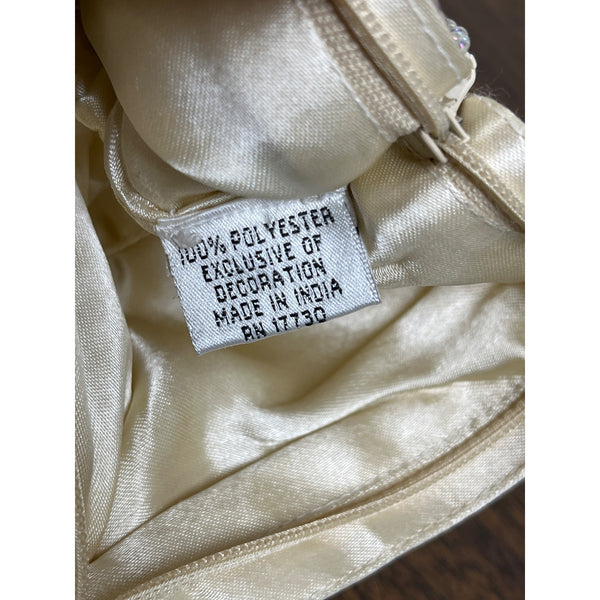 100% POLYESTER
EXCLUSIVE OF
DECORATION
MADE IN INDIA
RN 17730